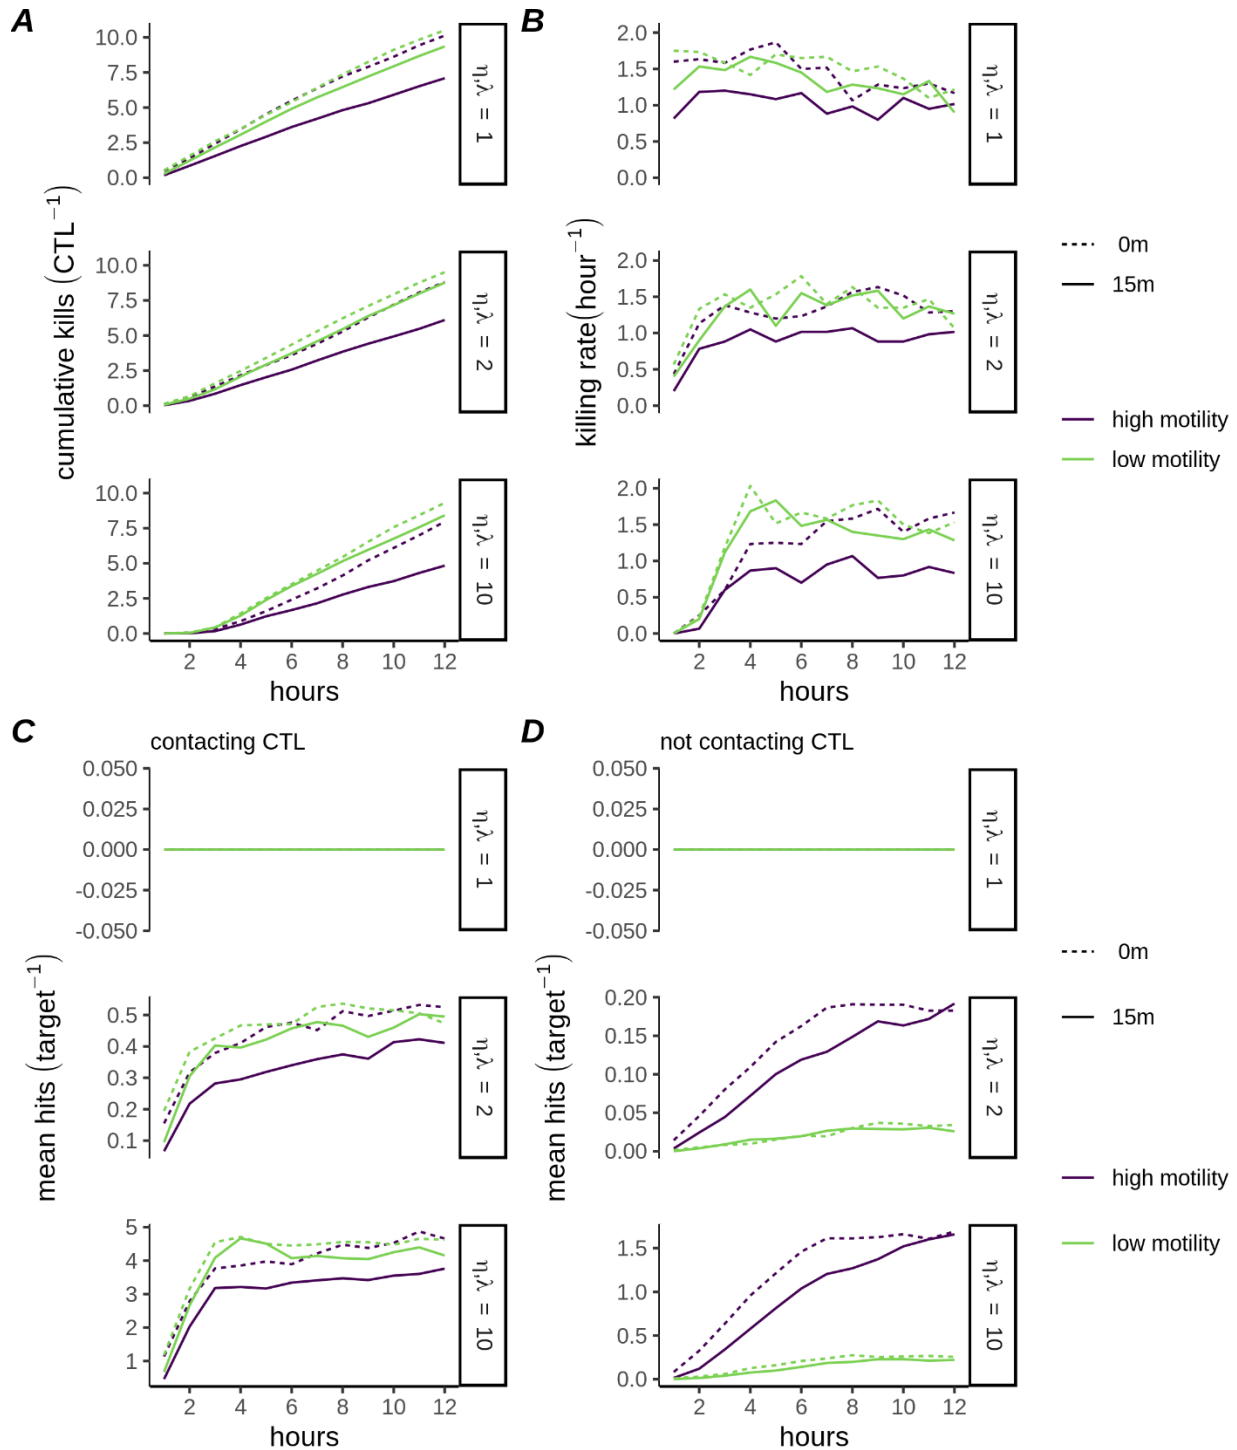 A
B
cumulative kills (CTL⁻¹)
10.0
7.5
5.0
2.5
0.0
η,λ = 1
10.0
7.5
5.0
2.5
0.0
η,λ = 2
10.0
7.5
5.0
2.5
0.0
η,λ = 10
2 4 6 8 10 12
hours
killing rate(hour⁻¹)
2.0
1.5
1.0
0.5
0.0
η,λ = 1
2.0
1.5
1.0
0.5
0.0
η,λ = 2
2.0
1.5
1.0
0.5
0.0
η,λ = 10
2 4 6 8 10 12
hours
0m
15m
high motility
low motility
C
contacting CTL
mean hits (target⁻¹)
0.050
0.025
0.000
-0.025
-0.050
η,λ = 1
0.5
0.4
0.3
0.2
0.1
η,λ = 2
5
4
3
2
1
η,λ = 10
2 4 6 8 10 12
hours
D
not contacting CTL
mean hits (target⁻¹)
0.050
0.025
0.000
-0.025
-0.050
η,λ = 1
0.20
0.15
0.10
0.05
0.00
η,λ = 2
1.5
1.0
0.5
0.0
η,λ = 10
2 4 6 8 10 12
hours
0m
15m
high motility
low motility